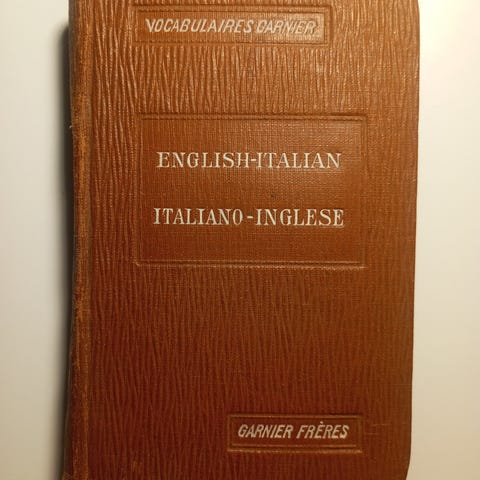 VOCABULAIRES GARNIER
ENGLISH-ITALIAN
ITALIANO-INGLESE
GARNIER FRÈRES